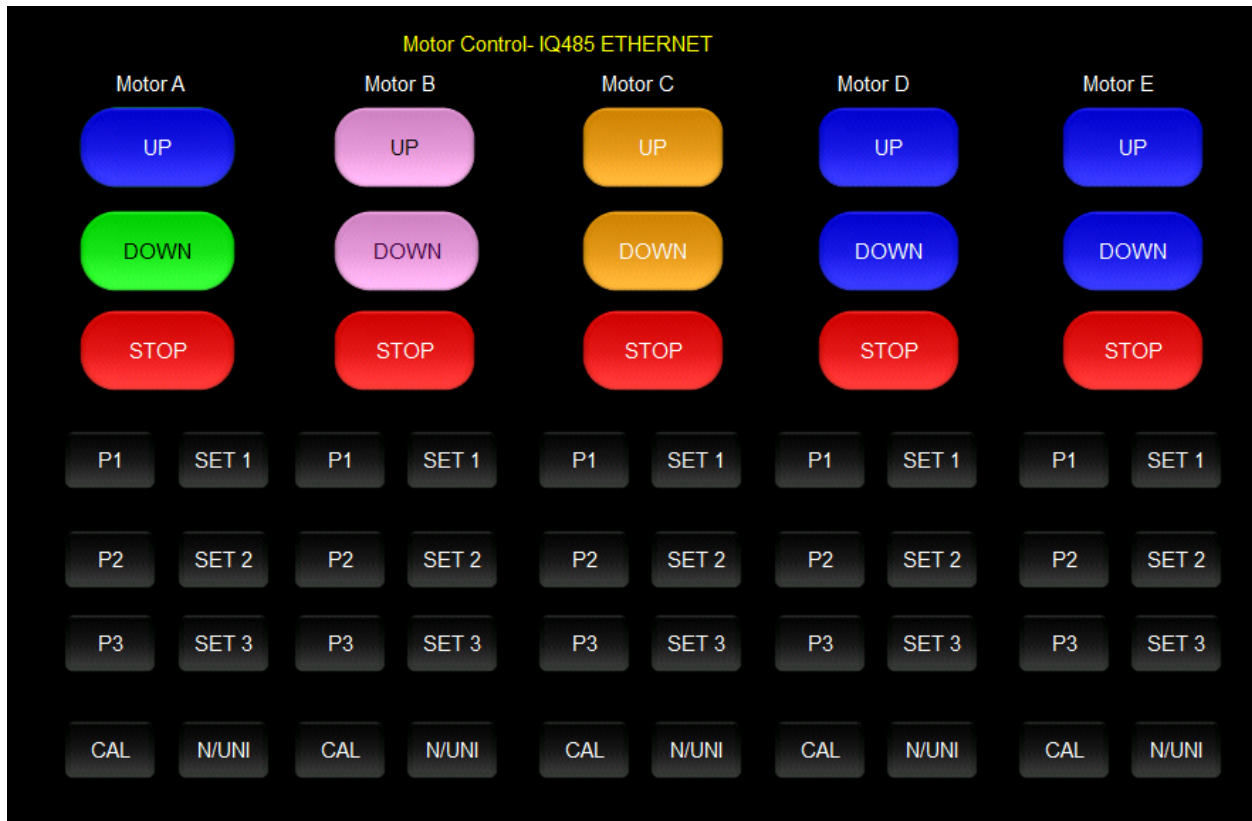 Motor Control- IQ485 ETHERNET
Motor A Motor B Motor C Motor D Motor E
UP UP UP UP UP
DOWN DOWN DOWN DOWN DOWN
STOP STOP STOP STOP STOP
P1 SET 1 P1 SET 1 P1 SET 1 P1 SET 1 P1 SET 1
P2 SET 2 P2 SET 2 P2 SET 2 P2 SET 2 P2 SET 2
P3 SET 3 P3 SET 3 P3 SET 3 P3 SET 3 P3 SET 3
CAL N/UNI CAL N/UNI CAL N/UNI CAL N/UNI CAL N/UNI